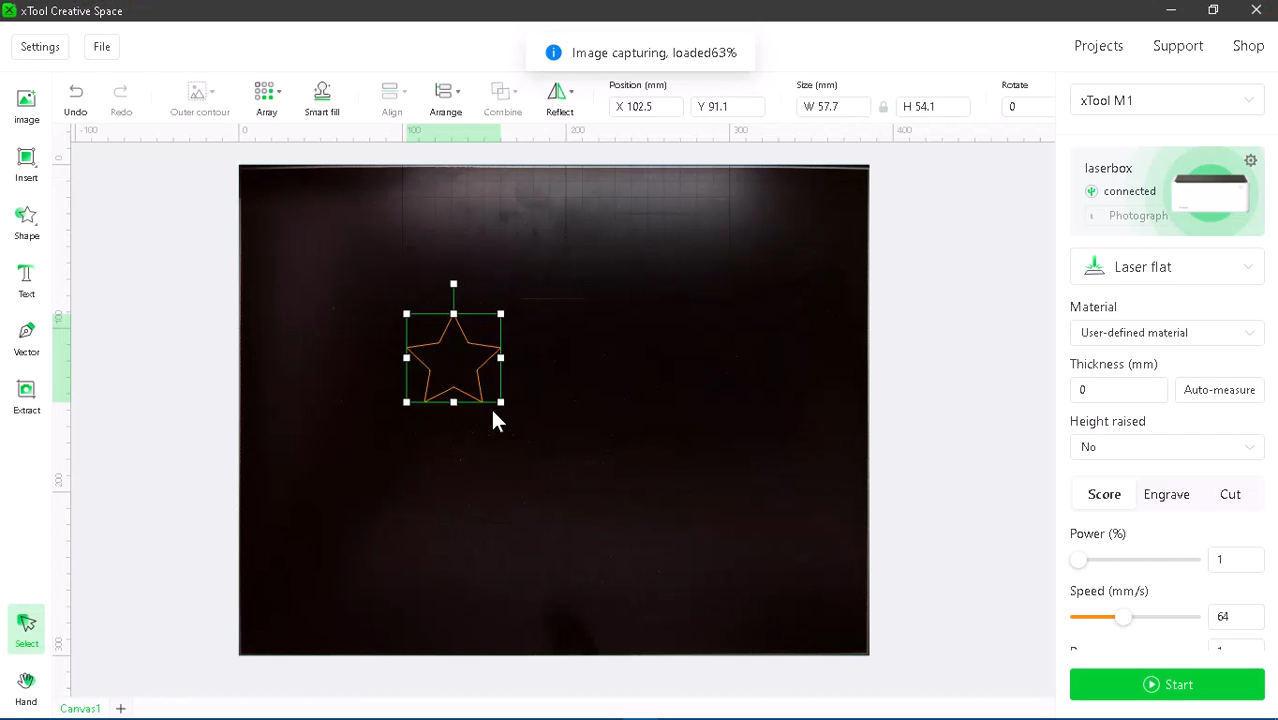 xTool Creative Space
Settings File
Image capturing, loaded63%
Projects Support Shop
Undo Redo Outer contour Array Smart fill Align Arrange Combine Reflect
Position (mm) Size (mm) Rotate
X 102.5 Y 91.1 W 57.7 H 54.1 0
xTool M1
-100 0 100 200 300 400
0
100
200
300
image
Insert
Shape
Text
Vector
Extract
Select
Hand
laserbox
connected
Photograph
Laser flat
Material
User-defined material
Thickness (mm)
0 Auto-measure
Height raised
No
Score Engrave Cut
Power (%)
1
Speed (mm/s)
64
Start
Canvas1 +